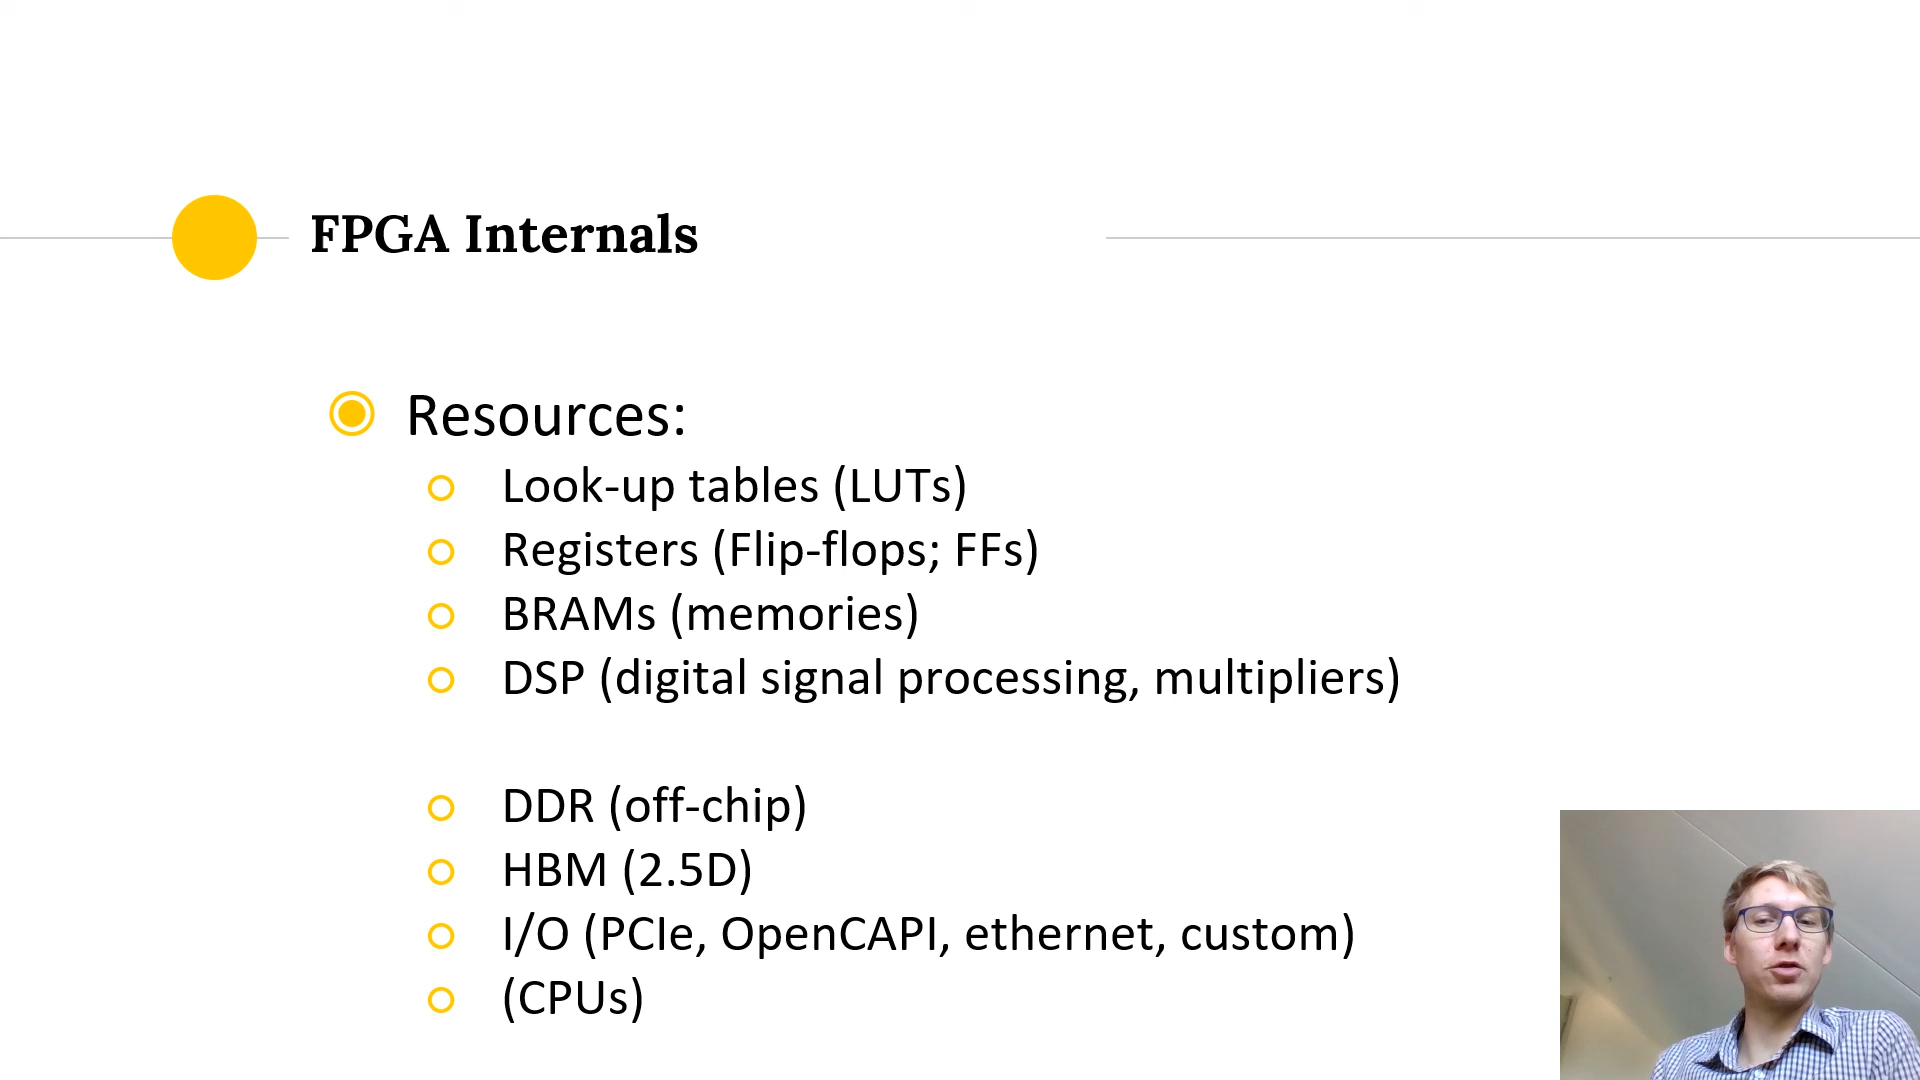 FPGA Internals
Resources:
Look-up tables (LUTs)
Registers (Flip-flops; FFs)
BRAMs (memories)
DSP (digital signal processing, multipliers)
DDR (off-chip)
HBM (2.5D)
I/O (PCIe, OpenCAPI, ethernet, custom)
(CPUs)